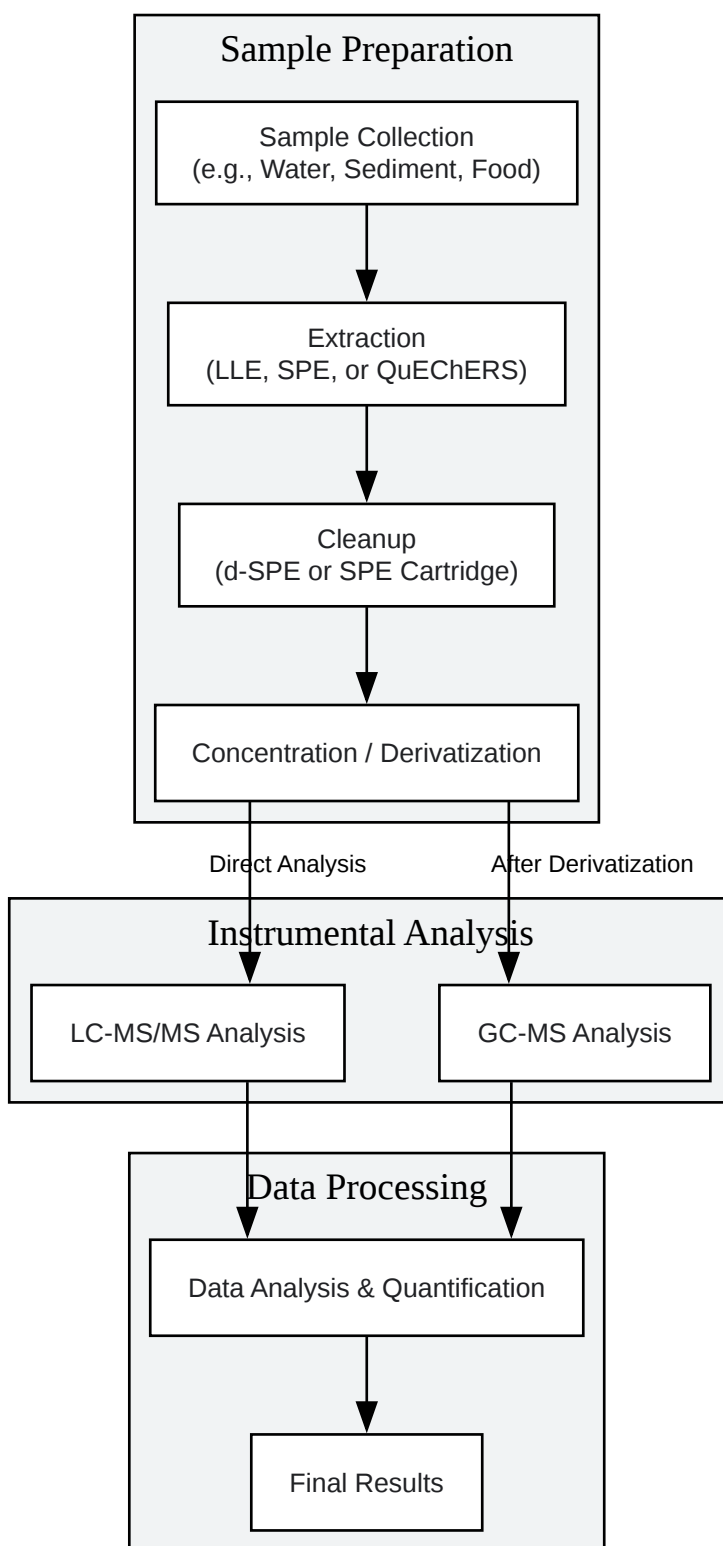 Sample Preparation
Sample Collection
(e.g., Water, Sediment, Food)
Extraction
(LLE, SPE, or QuEChERS)
Cleanup
(d-SPE or SPE Cartridge)
Concentration / Derivatization
Direct Analysis
After Derivatization
Instrumental Analysis
LC-MS/MS Analysis
GC-MS Analysis
Data Processing
Data Analysis & Quantification
Final Results